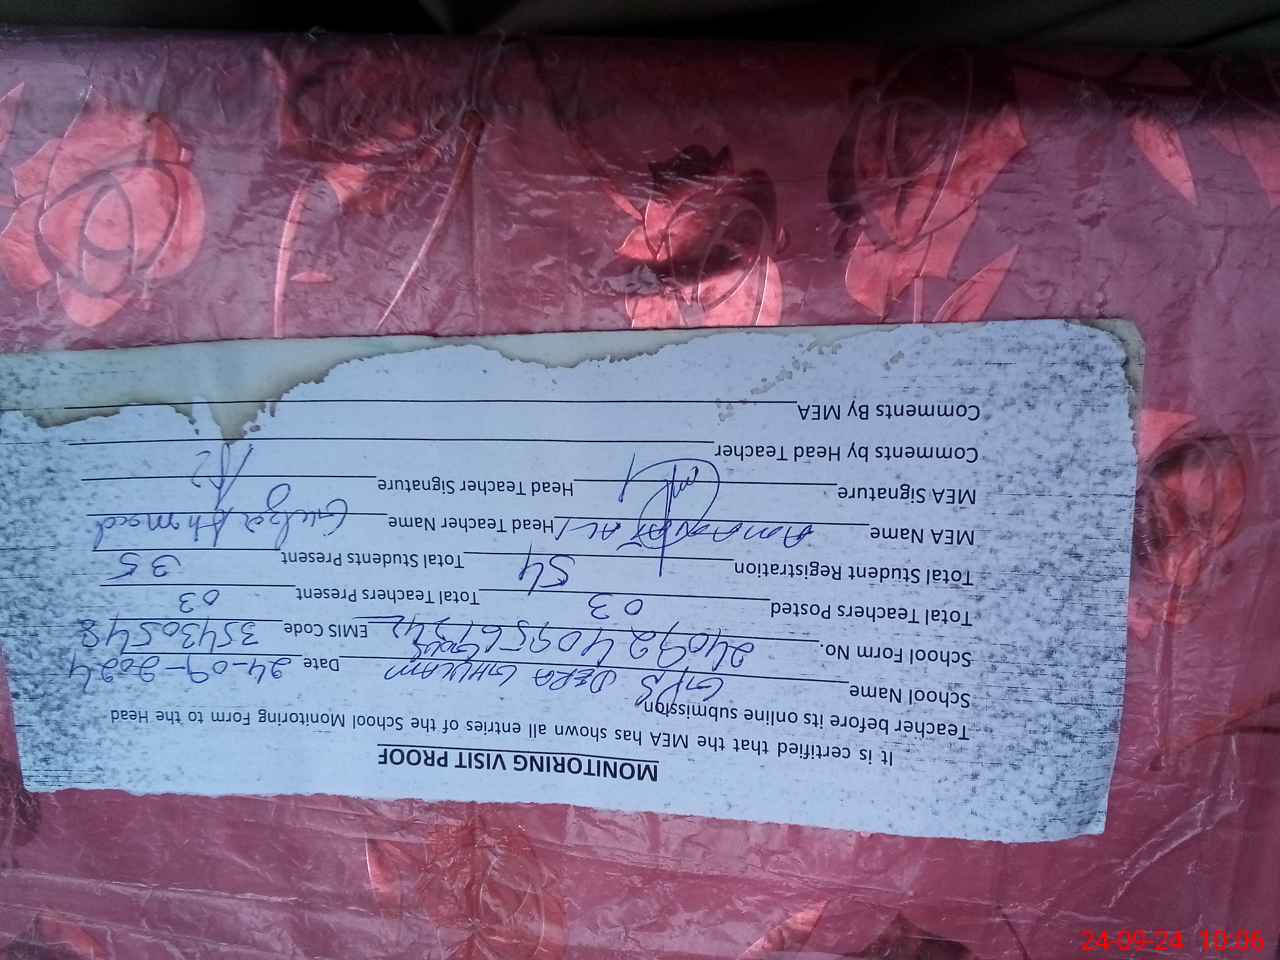 MONITORING VISIT PROOF
It is certified that the MEA has shown all entries of the School Monitoring Form to the Head
Teacher before its online submission.
School Name GPS DERA GHULAM Date 24-09-2024
School Form No. EMIS Code 35430548
Total Teachers Posted 03 Total Teachers Present 03
Total Student Registration 54 Total Students Present 35
MEA Name ALI Head Teacher Name Ahmad
MEA Signature Head Teacher Signature
Comments by Head Teacher
Comments By MEA
24-09-24 10:06